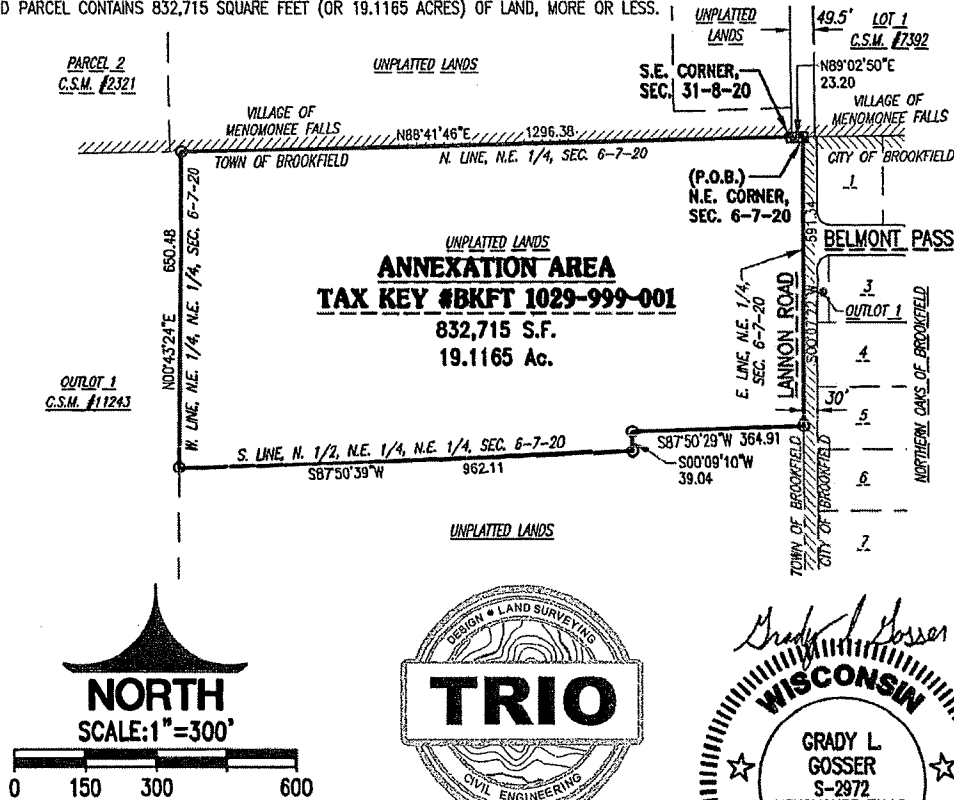 D PARCEL CONTAINS 832,715 SQUARE FEET (OR 19.1165 ACRES) OF LAND, MORE OR LESS.
UNPLATTED
LANDS
49.5'
LOT 1
C.S.M. #7392
PARCEL 2
C.S.M. #2321
UNPLATTED LANDS
S.E. CORNER,
SEC. 31-8-20
N89°02'50"E
23.20
VILLAGE OF
MENOMONEE FALLS
N88°41'46"E
1296.38
VILLAGE OF
MENOMONEE FALLS
TOWN OF BROOKFIELD
N. LINE, N.E. 1/4, SEC. 6-7-20
CITY OF BROOKFIELD
(P.O.B.)
N.E. CORNER,
SEC. 6-7-20
1
650.48
N00°43'24"E
W. LINE, N.E. 1/4, N.E. 1/4, SEC. 6-7-20
UNPLATTED LANDS
ANNEXATION AREA
TAX KEY #BKFT 1029-999-001
832,715 S.F.
19.1165 Ac.
BELMONT PASS
E. LINE, N.E. 1/4,
SEC. 6-7-20
LANNON ROAD
591.34
3
OUTLOT 1
4
NORTHERN OAKS OF BROOKFIELD
OUTLOT 1
C.S.M. #11243
30'
5
S. LINE, N. 1/2, N.E. 1/4, N.E. 1/4, SEC. 6-7-20
S87°50'39"W
962.11
S87°50'29"W 364.91
S00°09'10"W
39.04
TOWN OF BROOKFIELD
CITY OF BROOKFIELD
6
7
UNPLATTED LANDS
NORTH
SCALE:1"=300'
0 150 300 600
DESIGN • LAND SURVEYING
TRIO
CIVIL ENGINEERING
Grady L Gosser
WISCONSIN
GRADY L.
GOSSER
S-2972